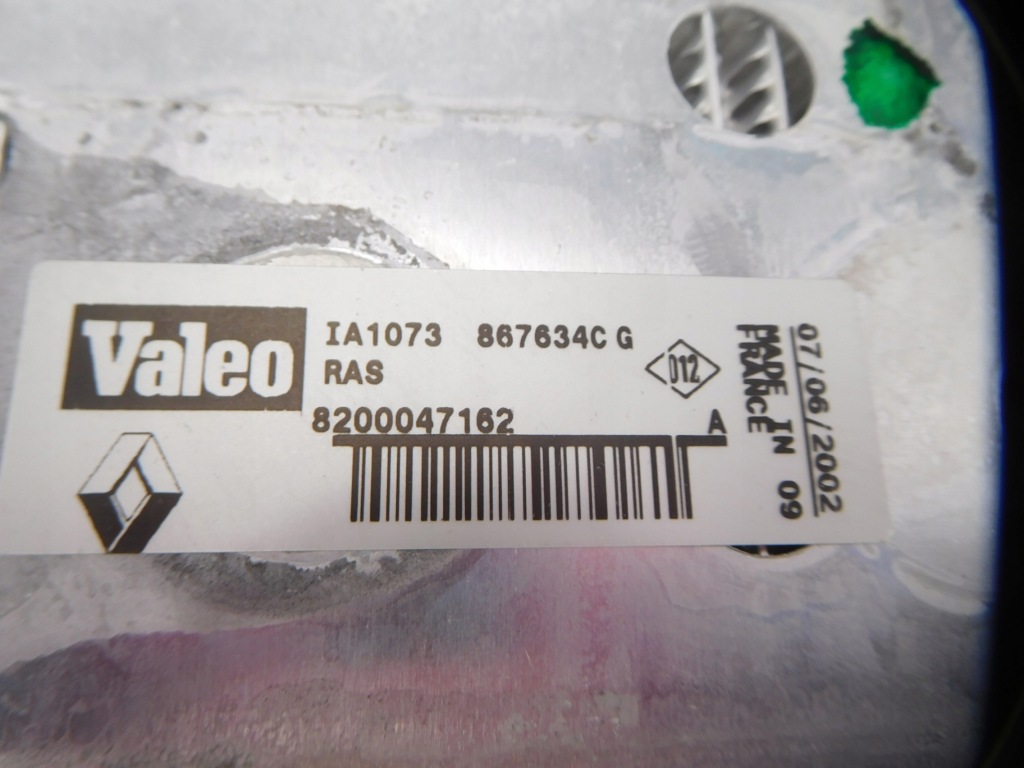 Valeo
IA1073 867634C G
RAS
D12
8200047162 A
MADE IN 09
FRANCE
07/06/2002